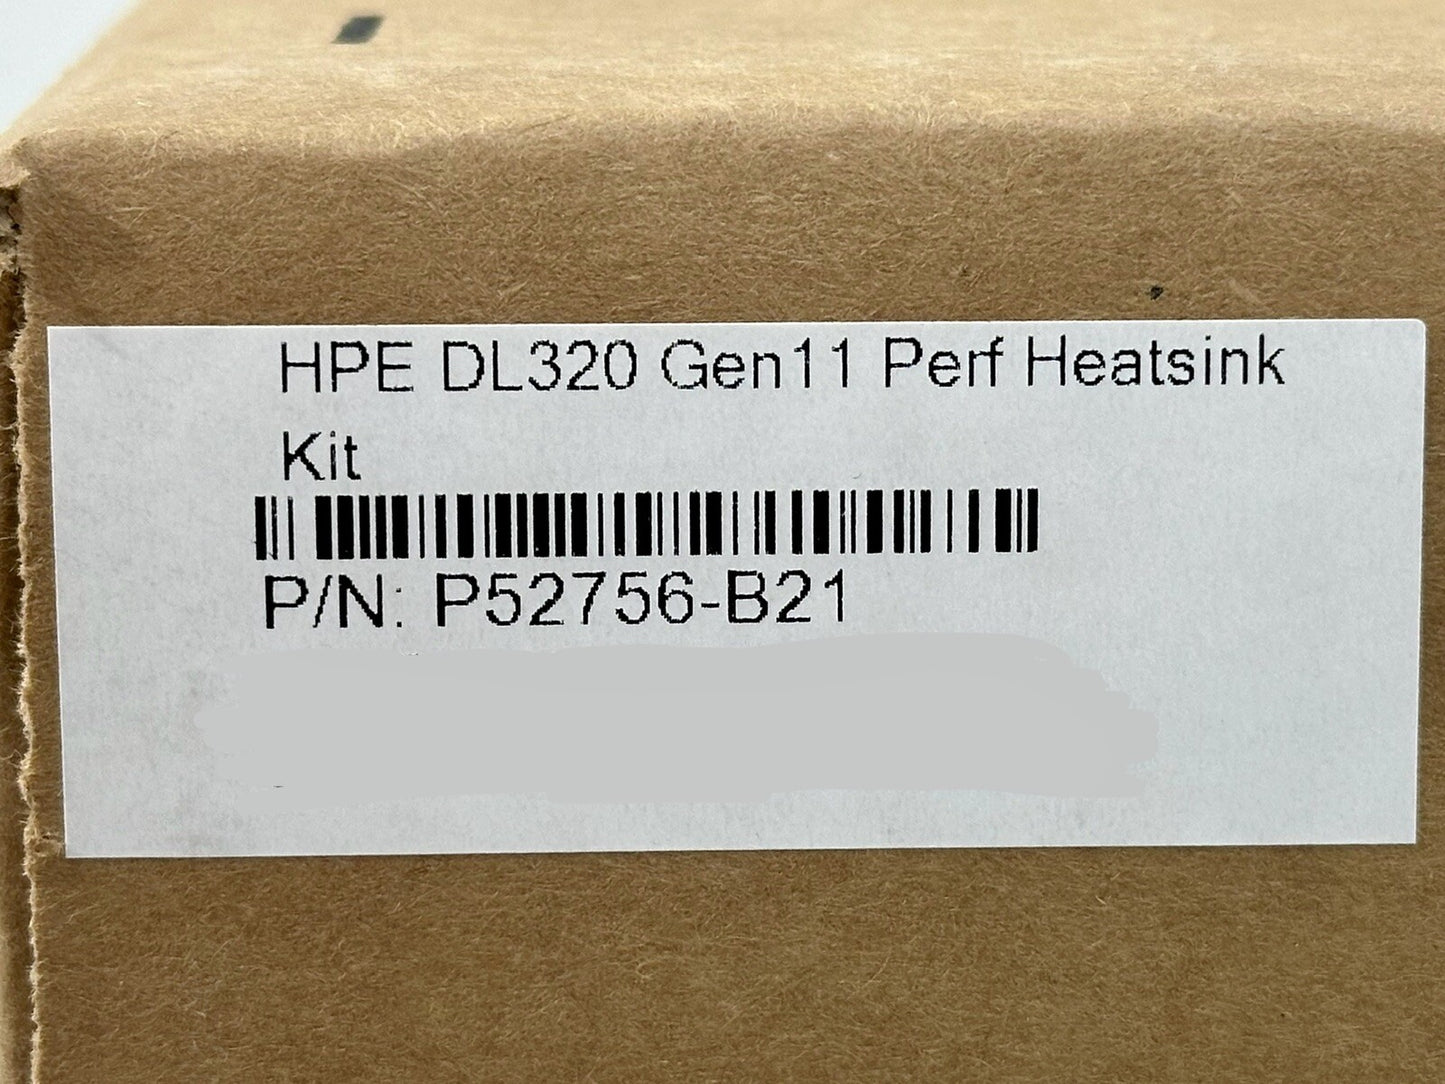 HPE DL320 Gen11 Perf Heatsink
Kit
P/N: P52756-B21